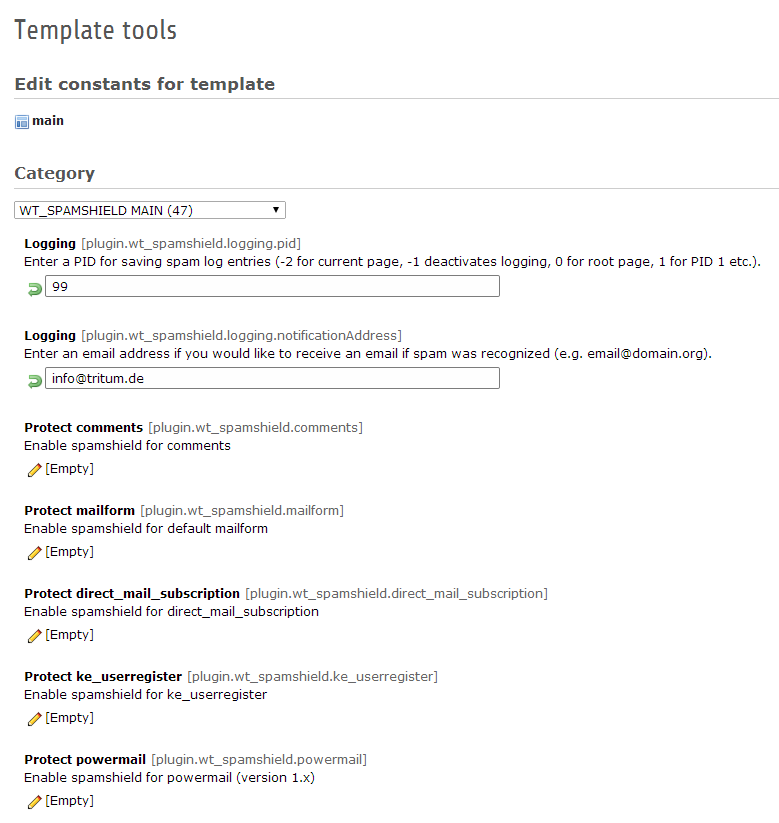 Template tools
Edit constants for template
main
Category
WT_SPAMSHIELD MAIN (47)
Logging [plugin.wt_spamshield.logging.pid]
Enter a PID for saving spam log entries (-2 for current page, -1 deactivates logging, 0 for root page, 1 for PID 1 etc.).
99
Logging [plugin.wt_spamshield.logging.notificationAddress]
Enter an email address if you would like to receive an email if spam was recognized (e.g. email@domain.org).
info@tritum.de
Protect comments [plugin.wt_spamshield.comments]
Enable spamshield for comments
[Empty]
Protect mailform [plugin.wt_spamshield.mailform]
Enable spamshield for default mailform
[Empty]
Protect direct_mail_subscription [plugin.wt_spamshield.direct_mail_subscription]
Enable spamshield for direct_mail_subscription
[Empty]
Protect ke_userregister [plugin.wt_spamshield.ke_userregister]
Enable spamshield for ke_userregister
[Empty]
Protect powermail [plugin.wt_spamshield.powermail]
Enable spamshield for powermail (version 1.x)
[Empty]